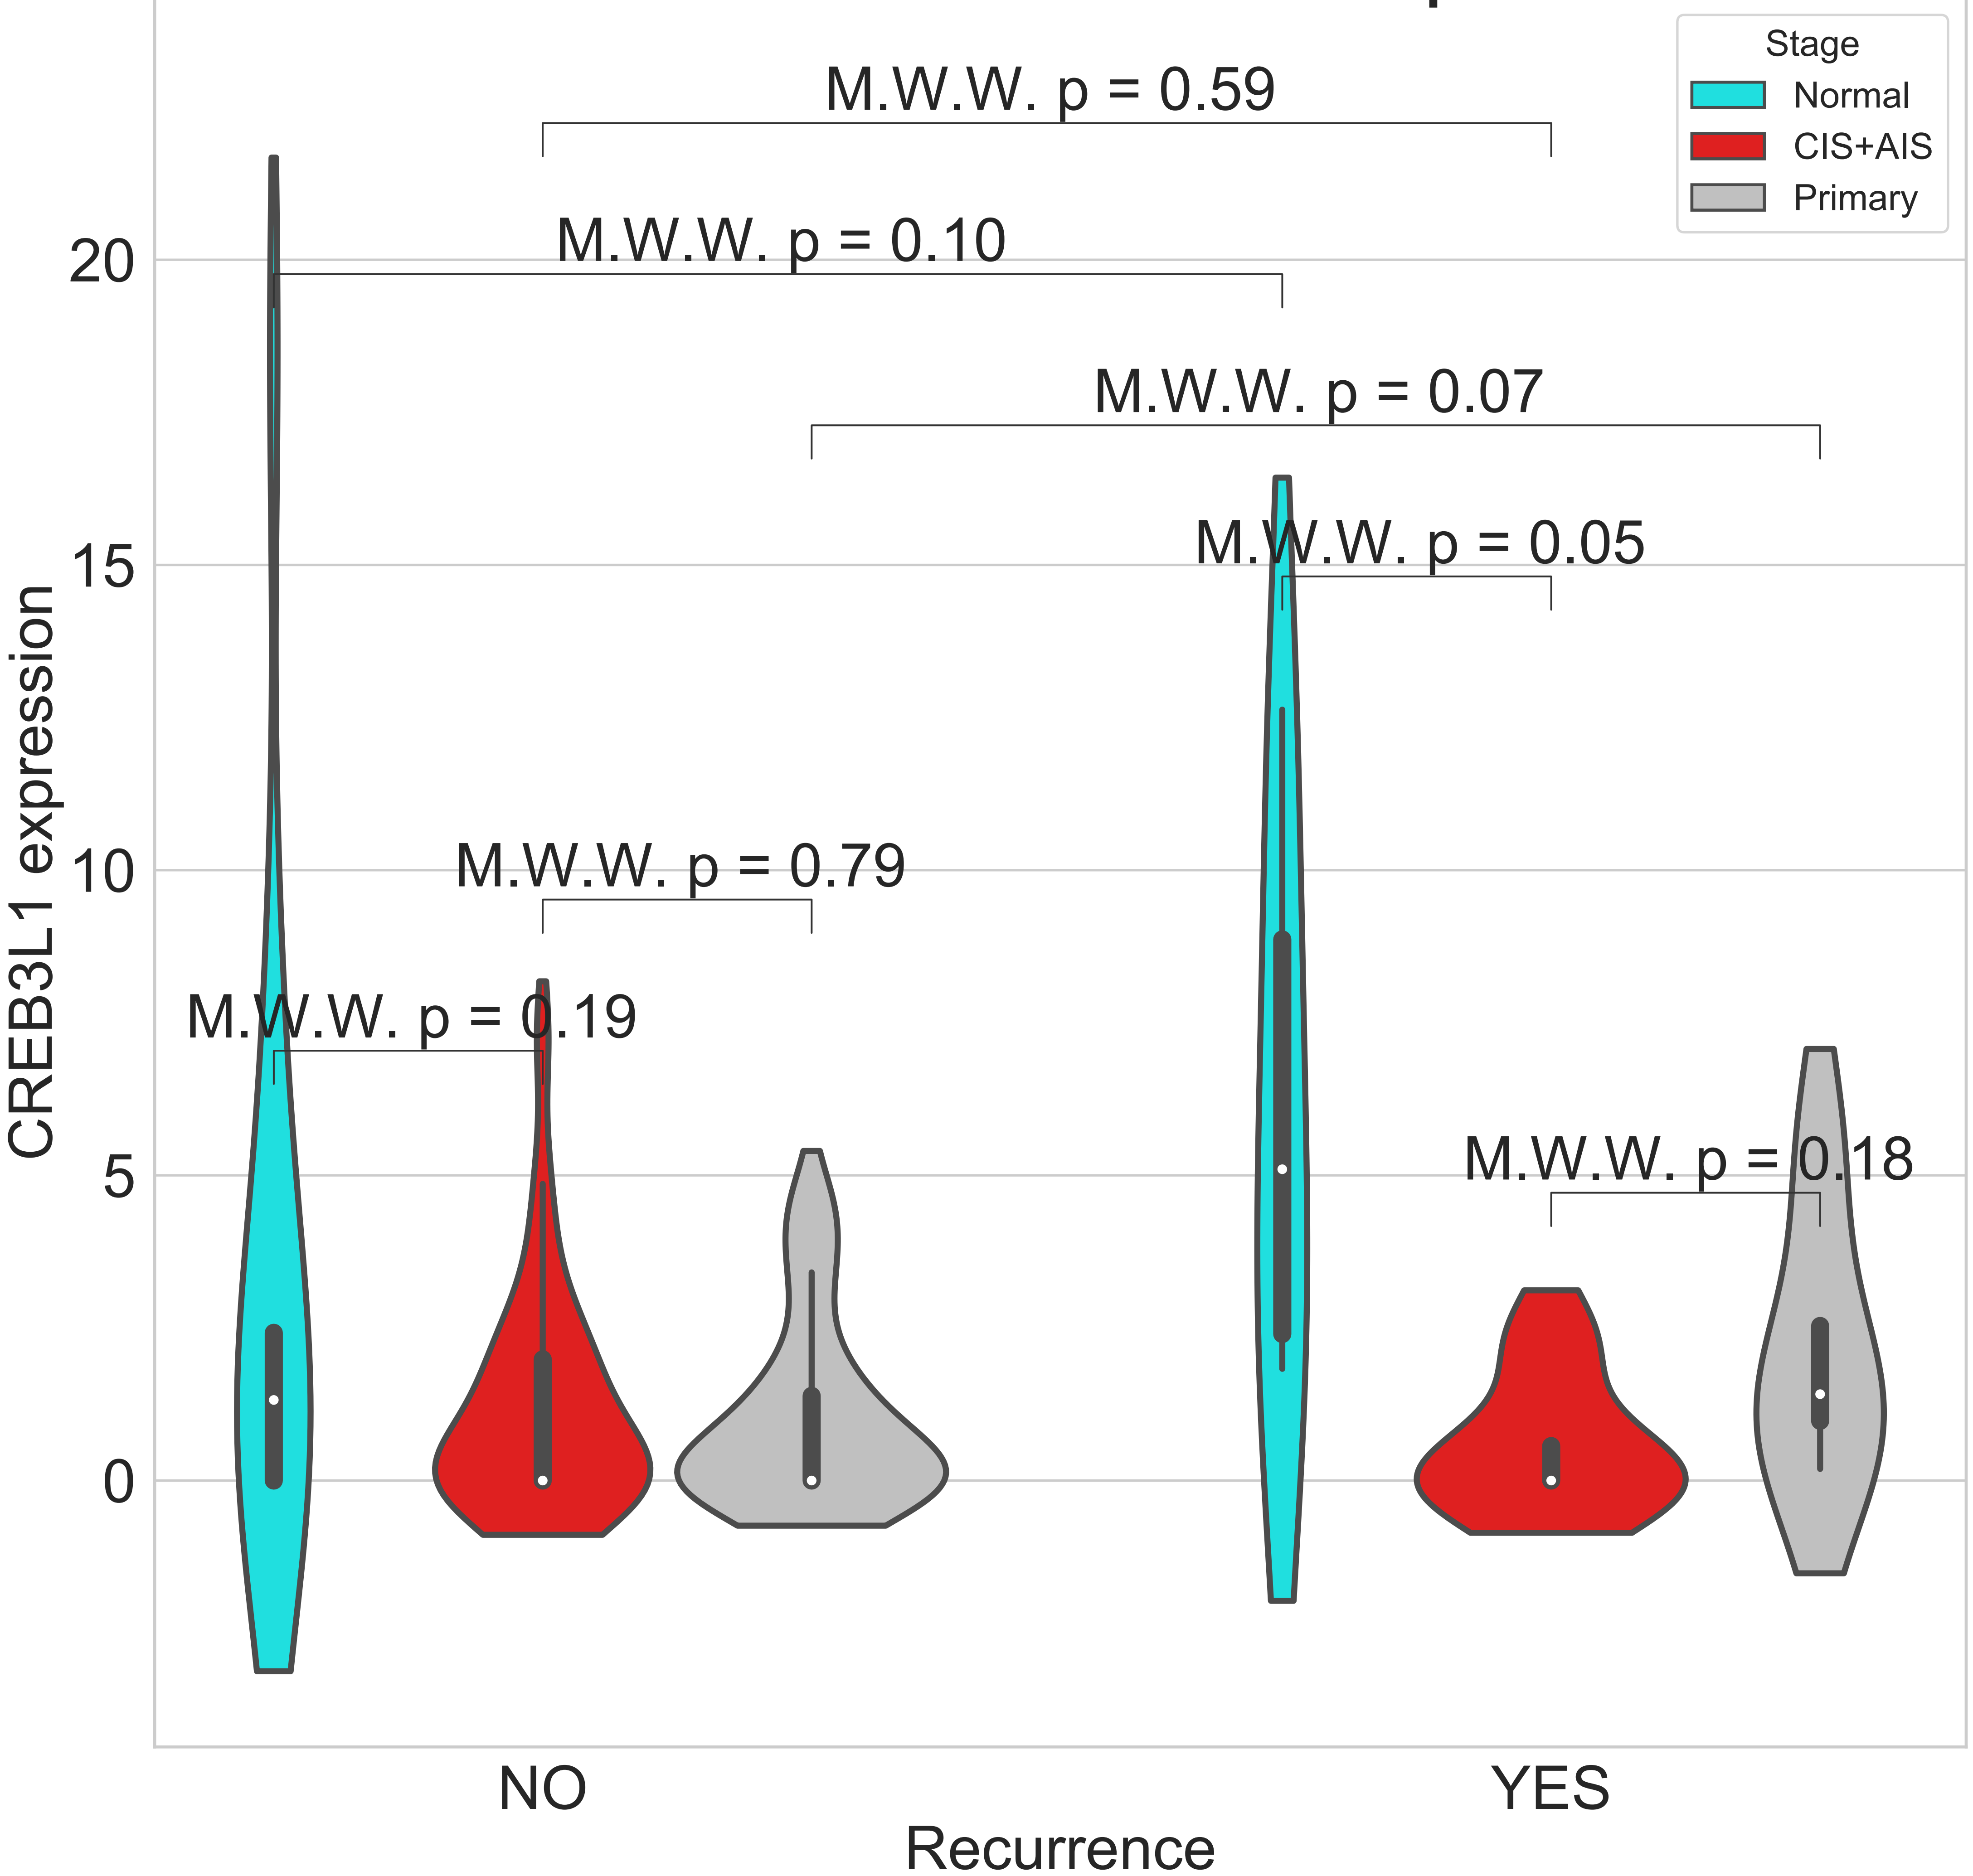 Stage
Normal
CIS+AIS
Primary
M.W.W. p = 0.59
M.W.W. p = 0.10
M.W.W. p = 0.07
M.W.W. p = 0.05
M.W.W. p = 0.79
M.W.W. p = 0.19
M.W.W. p = 0.18
20
15
10
5
0
CREB3L1 expression
NO
YES
Recurrence